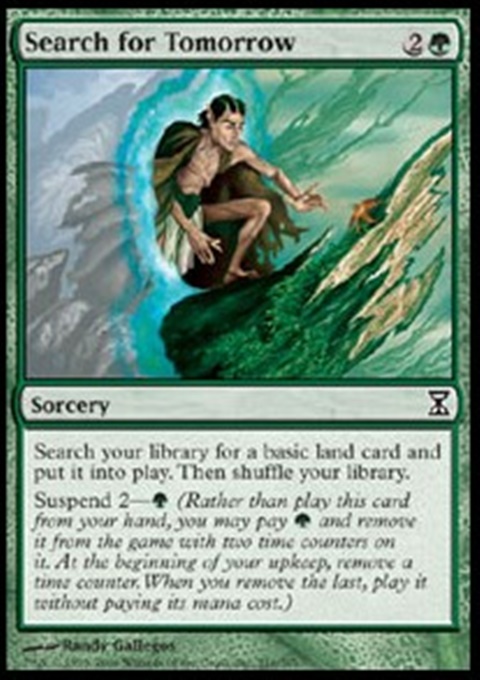 Search for Tomorrow 2
Sorcery
Search your library for a basic land card and
put it into play. Then shuffle your library.
Suspend 2— (Rather than play this card
from your hand, you may pay and remove
it from the game with two time counters on
it. At the beginning of your upkeep, remove a
time counter. When you remove the last, play it
without paying its mana cost.)
Randy Gallegos